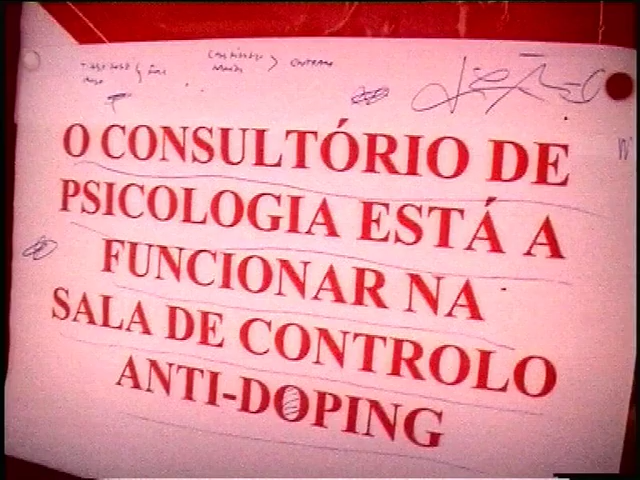 O CONSULTÓRIO DE
PSICOLOGIA ESTÁ A
FUNCIONAR NA
SALA DE CONTROLO
ANTI-DOPING